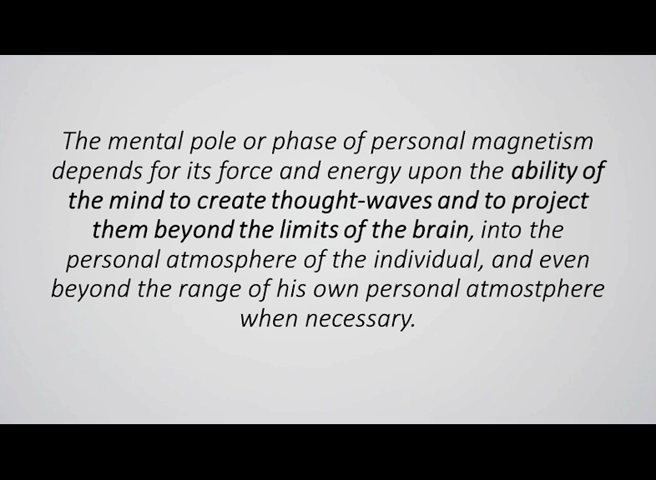 The mental pole or phase of personal magnetism
depends for its force and energy upon the ability of
the mind to create thought-waves and to project
them beyond the limits of the brain, into the
personal atmosphere of the individual, and even
beyond the range of his own personal atmostphere
when necessary.